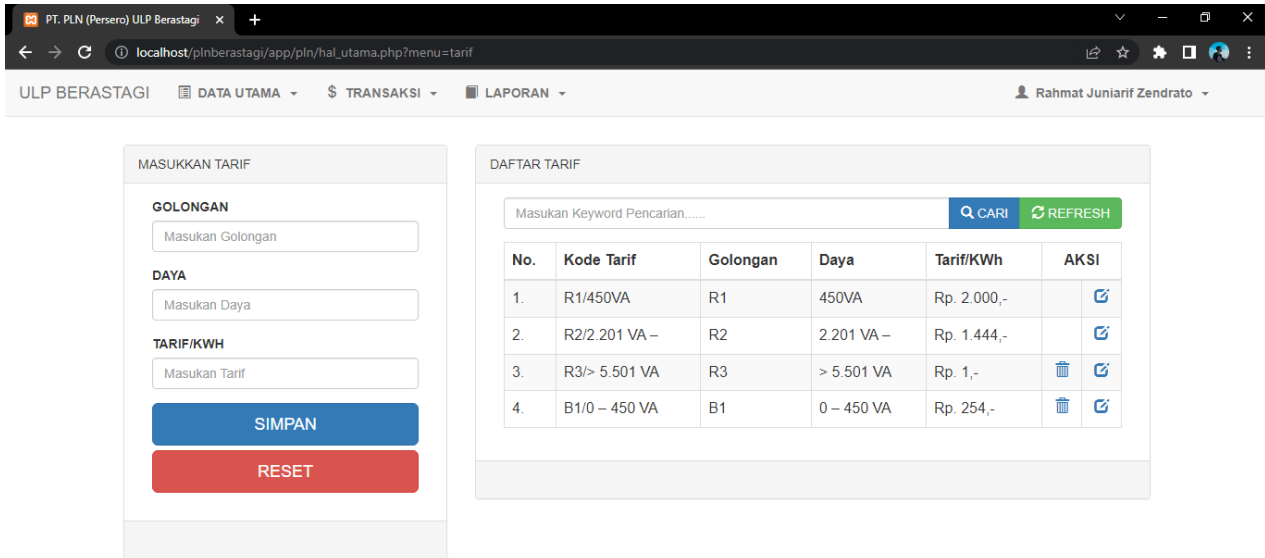 PT. PLN (Persero) ULP Berastagi
localhost/plnberastagi/app/pln/hal_utama.php?menu=tarif
ULP BERASTAGI DATA UTAMA $ TRANSAKSI LAPORAN Rahmat Juniarif Zendrato
MASUKKAN TARIF
GOLONGAN
Masukan Golongan
DAYA
Masukan Daya
TARIF/KWH
Masukan Tarif
SIMPAN
RESET
DAFTAR TARIF
Masukan Keyword Pencarian...... CARI REFRESH
No. Kode Tarif Golongan Daya Tarif/KWh AKSI
1. R1/450VA R1 450VA Rp. 2.000,-
2. R2/2.201 VA – R2 2.201 VA – Rp. 1.444,-
3. R3/> 5.501 VA R3 > 5.501 VA Rp. 1,-
4. B1/0 – 450 VA B1 0 – 450 VA Rp. 254,-